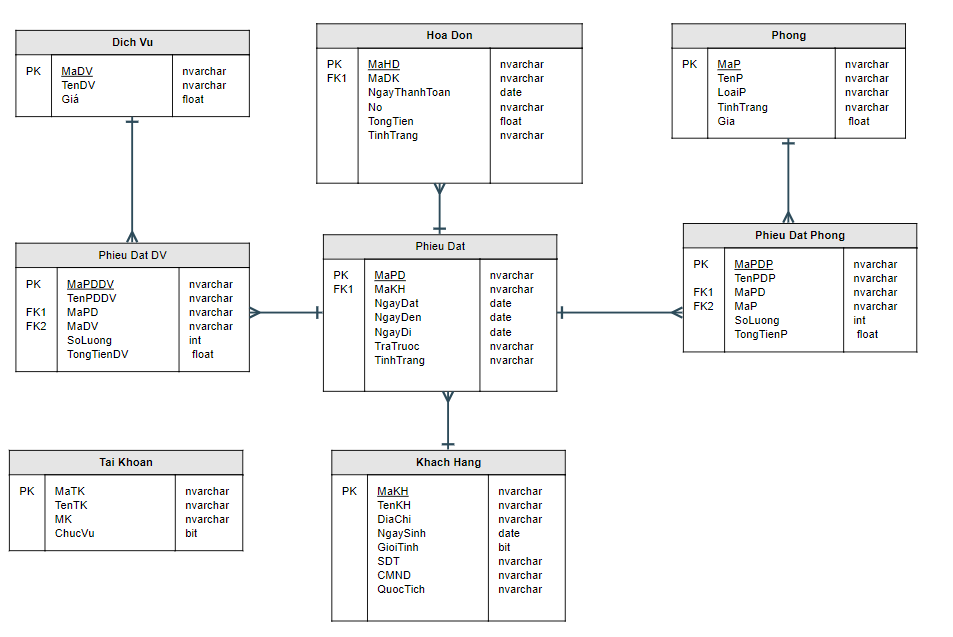 Dich Vu
PK MaDV nvarchar
TenDV nvarchar
Giá float
Hoa Don
PK MaHD nvarchar
FK1 MaDK nvarchar
NgayThanhToan date
No nvarchar
TongTien float
TinhTrang nvarchar
Phong
PK MaP nvarchar
TenP nvarchar
LoaiP nvarchar
TinhTrang nvarchar
Gia float
Phieu Dat DV
PK MaPDDV nvarchar
TenPDDV nvarchar
FK1 MaPD nvarchar
FK2 MaDV nvarchar
SoLuong int
TongTienDV float
Phieu Dat
PK MaPD nvarchar
FK1 MaKH nvarchar
NgayDat date
NgayDen date
NgayDi date
TraTruoc nvarchar
TinhTrang nvarchar
Phieu Dat Phong
PK MaPDP nvarchar
TenPDP nvarchar
FK1 MaPD nvarchar
FK2 MaP nvarchar
SoLuong int
TongTienP float
Tai Khoan
PK MaTK nvarchar
TenTK nvarchar
MK nvarchar
ChucVu bit
Khach Hang
PK MaKH nvarchar
TenKH nvarchar
DiaChi nvarchar
NgaySinh date
GioiTinh bit
SDT nvarchar
CMND nvarchar
QuocTich nvarchar